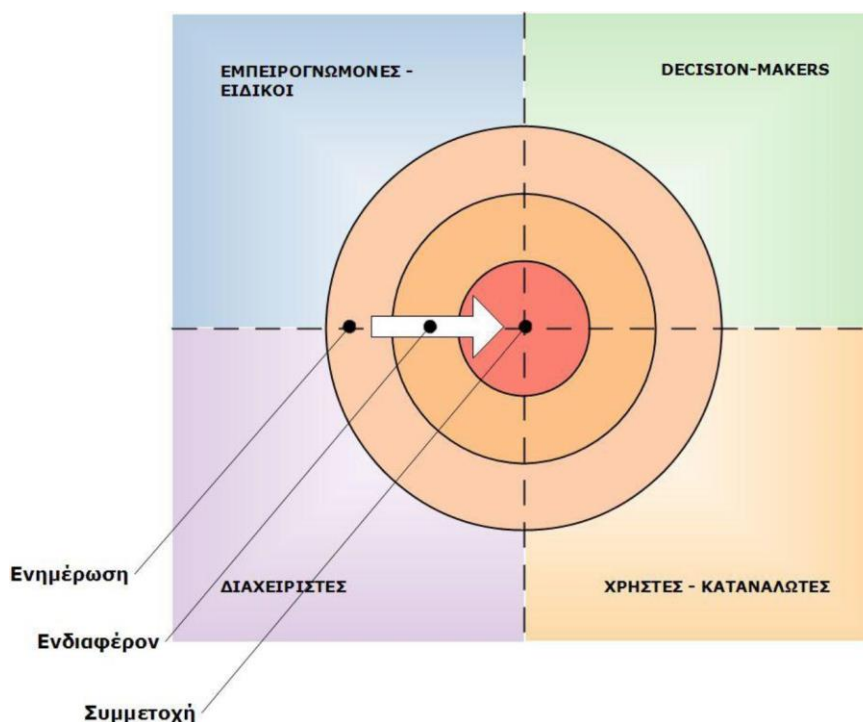 ΕΜΠΕΙΡΟΓΝΩΜΟΝΕΣ -
ΕΙΔΙΚΟΙ
DECISION-MAKERS
Ενημέρωση
ΔΙΑΧΕΙΡΙΣΤΕΣ
ΧΡΗΣΤΕΣ - ΚΑΤΑΝΑΛΩΤΕΣ
Ενδιαφέρον
Συμμετοχή